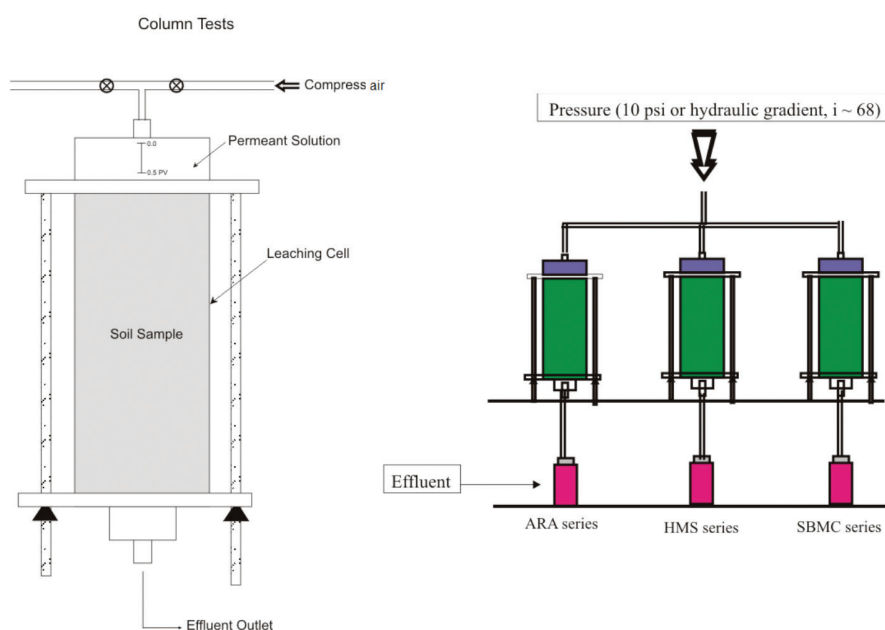 Column Tests
Compress air
Permeant Solution
0.0
0.5 PV
Leaching Cell
Soil Sample
Effluent Outlet
Pressure (10 psi or hydraulic gradient, i ~ 68)
Effluent
ARA series
HMS series
SBMC series